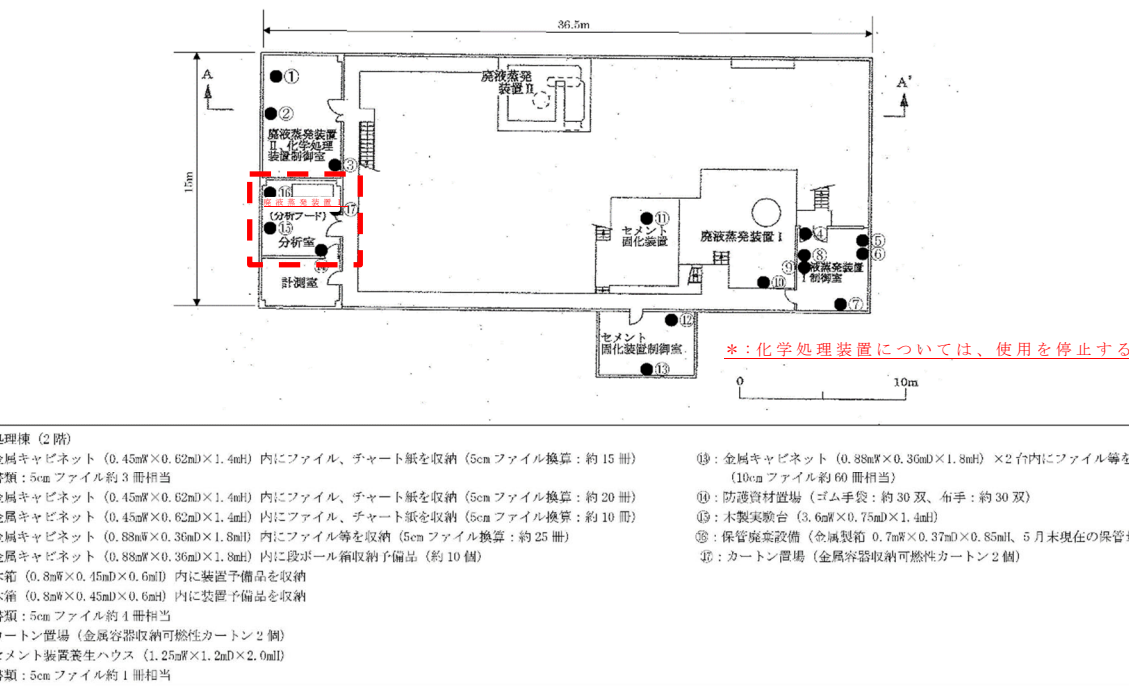 36.5m
A
A'
15m
①
②
廃液蒸発装置
Ⅱ、化学処理
装置制御室
③
廃液蒸発
装置Ⅱ
⑯
廃液蒸発装置
⑰
(分析フード)
⑮
分析室
計測室
⑪
セメント
固化装置
廃液蒸発装置Ⅰ
④
⑤
⑥
⑧
⑨
液蒸発装置
Ⅰ制御室
⑩
⑦
⑫
セメント
固化装置制御室
⑬
*：化学処理装置については、使用を停止する
0
10m
処理棟（2階）
金属キャビネット（0.45mW×0.62mD×1.4mH）内にファイル、チャート紙を収納（5cmファイル換算：約15冊）
書類：5cmファイル約3冊相当
金属キャビネット（0.45mW×0.62mD×1.4mH）内にファイル、チャート紙を収納（5cmファイル換算：約20冊）
金属キャビネット（0.45mW×0.62mD×1.4mH）内にファイル、チャート紙を収納（5cmファイル換算：約10冊）
金属キャビネット（0.88mW×0.36mD×1.8mH）内にファイル等を収納（5cmファイル換算：約25冊）
金属キャビネット（0.88mW×0.36mD×1.8mH）内に段ボール箱収納予備品（約10個）
木箱（0.8mW×0.45mD×0.6mH）内に装置予備品を収納
木箱（0.8mW×0.45mD×0.6mH）内に装置予備品を収納
書類：5cmファイル約4冊相当
カートン置場（金属容器収納可燃性カートン2個）
セメント装置養生ハウス（1.25mW×1.2mD×2.0mH）
書類：5cmファイル約1冊相当
⑬：金属キャビネット（0.88mW×0.36mD×1.8mH）×2台内にファイル等を
（10cmファイル約60冊相当）
⑭：防護資材置場（ゴム手袋：約30双、布手：約30双）
⑮：木製実験台（3.6mW×0.75mD×1.4mH）
⑯：保管廃棄設備（金属製箱 0.7mW×0.37mD×0.85mH、5月末現在の保管
⑰：カートン置場（金属容器収納可燃性カートン2個）